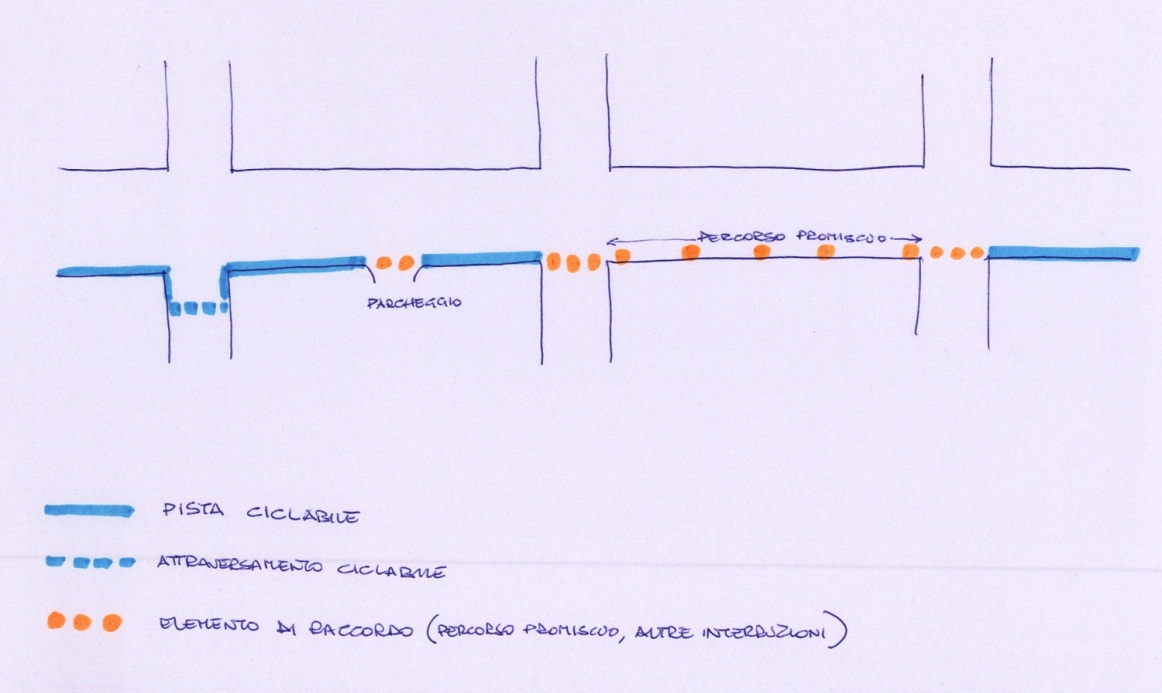 PERCORSO PROMISCUO
PARCHEGGIO
PISTA CICLABILE
ATTRAVERSAMENTO CICLABILE
ELEMENTO DI RACCORDO (PERCORSO PROMISCUO, ALTRE INTERRUZIONI)